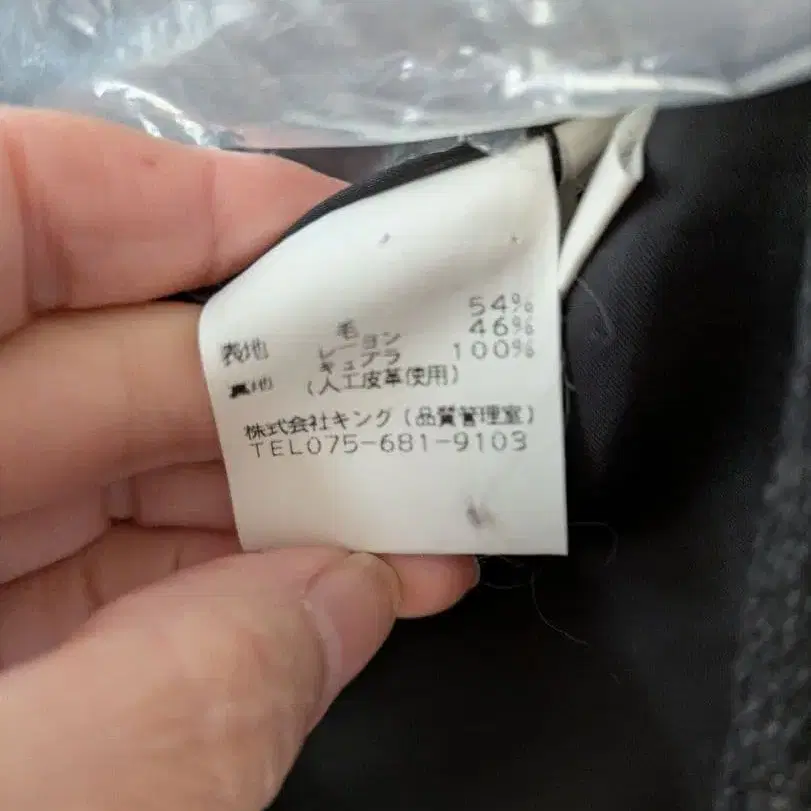 表地 毛 54%
レーヨン 46%
裏地 キュプラ 100%
(人工皮革使用)
株式会社キング(品質管理室)
TEL075-681-9103